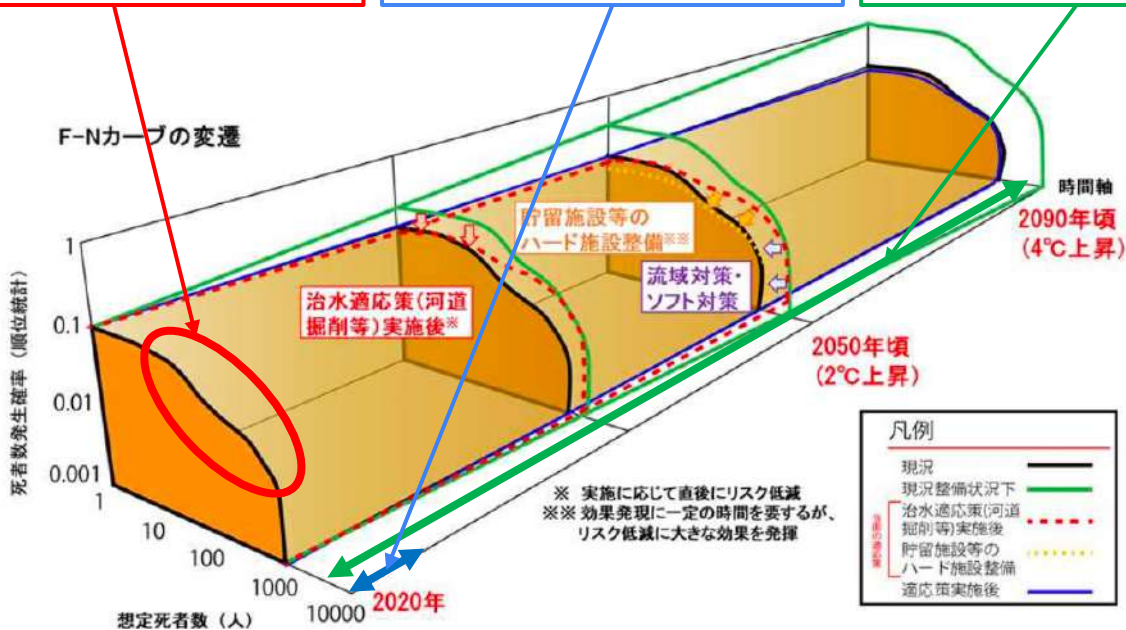 F-Nカーブの変遷
時間軸
2090年頃
(4℃上昇)
貯留施設等の
ハード施設整備※※
流域対策・
ソフト対策
治水適応策(河道
掘削等)実施後※
2050年頃
(2℃上昇)
死者数発生確率（順位統計）
1
0.1
0.01
0.001
1
10
100
1000
10000
2020年
想定死者数（人）
※ 実施に応じて直後にリスク低減
※※ 効果発現に一定の時間を要するが、
リスク低減に大きな効果を発揮
凡例
現況
現況整備状況下
治水適応策(河道
掘削等)実施後
貯留施設等の
ハード施設整備
適応策実施後